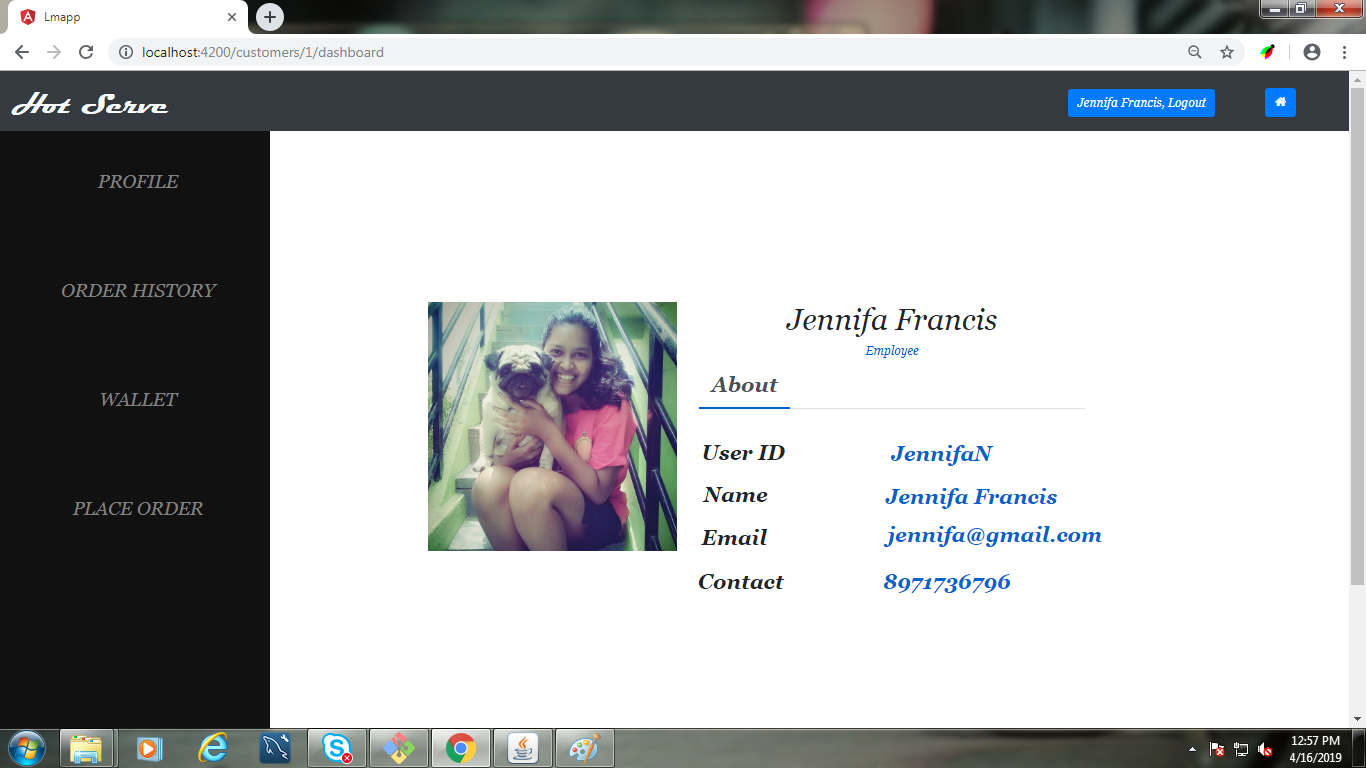 Lmapp
localhost:4200/customers/1/dashboard
Hot Serve
Jennifa Francis, Logout
PROFILE
ORDER HISTORY
WALLET
PLACE ORDER
Jennifa Francis
Employee
About
User ID JennifaN
Name Jennifa Francis
Email jennifa@gmail.com
Contact 8971736796
12:57 PM
4/16/2019